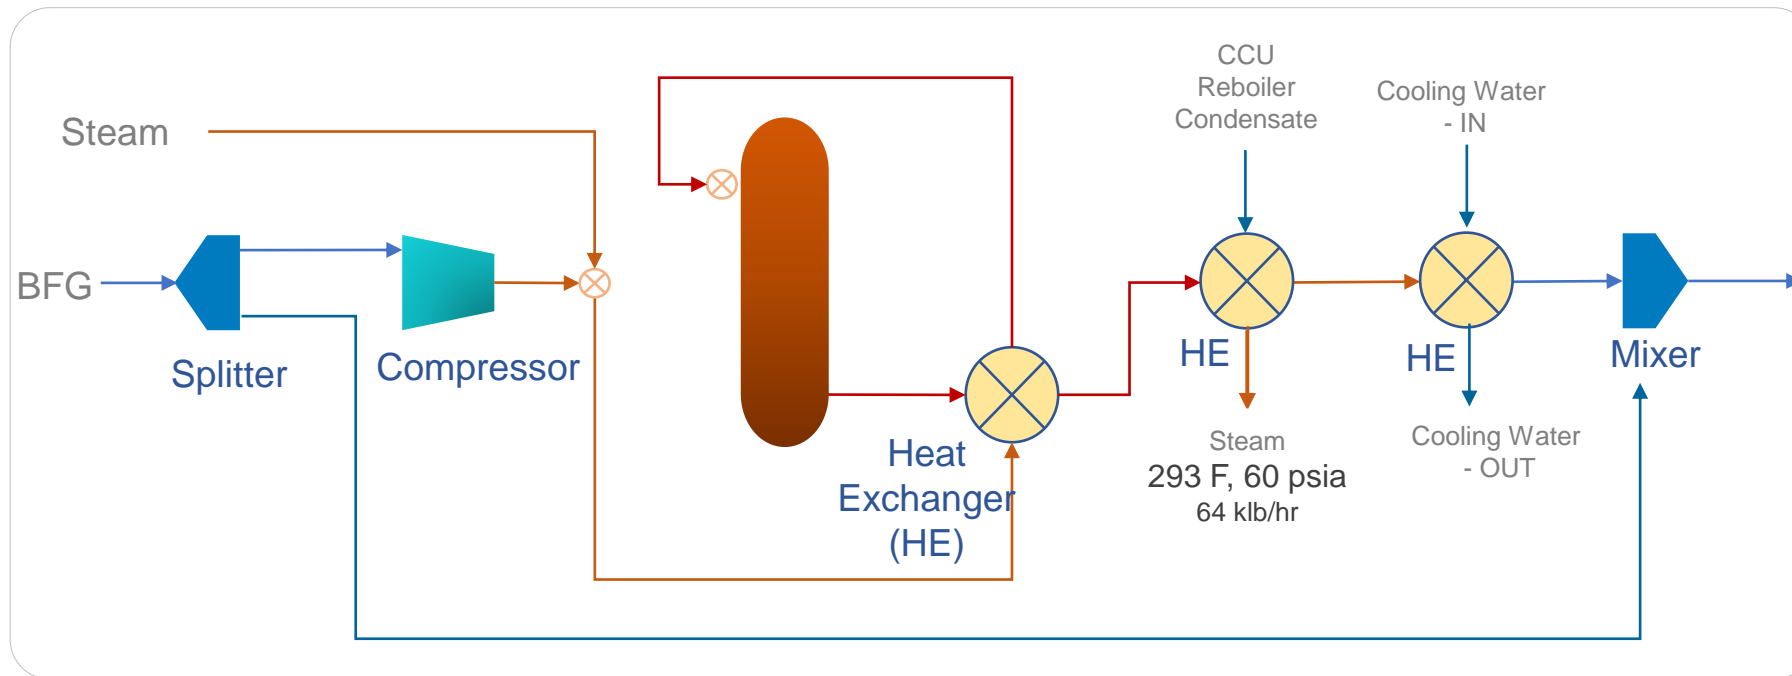 CCU
Reboiler
Condensate
Cooling Water
- IN
Steam
BFG
Splitter
Compressor
Heat
Exchanger
(HE)
HE
HE
Mixer
Steam
293 F, 60 psia
64 klb/hr
Cooling Water
- OUT